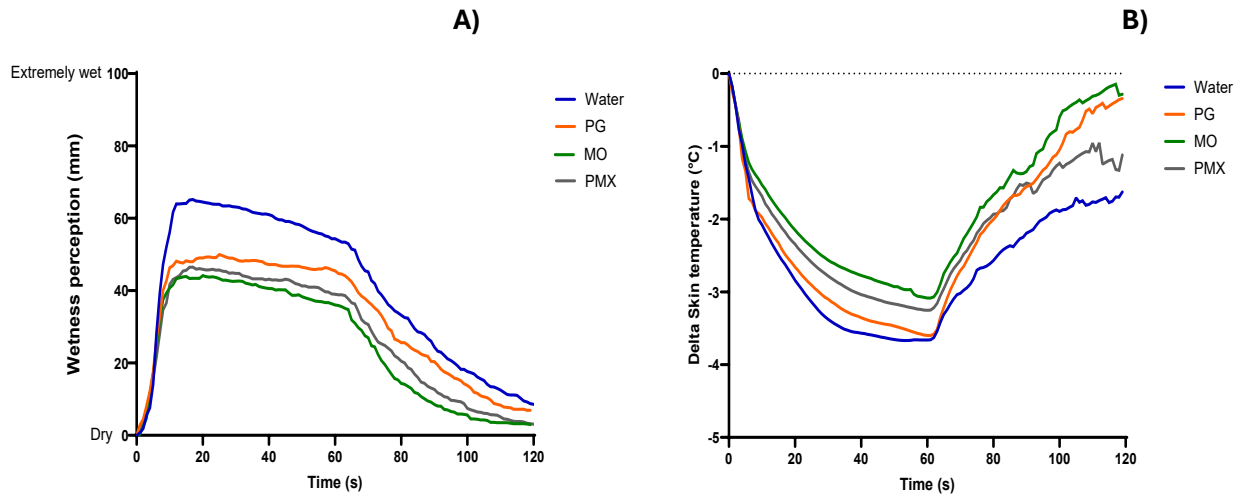 A)
Extremely wet 100
80
60
40
20
Dry 0
Wetness perception (mm)
0 20 40 60 80 100 120
Time (s)
Water
PG
MO
PMX
B)
0
-1
-2
-3
-4
-5
Delta Skin temperature (°C)
0 20 40 60 80 100 120
Time (s)
Water
PG
MO
PMX